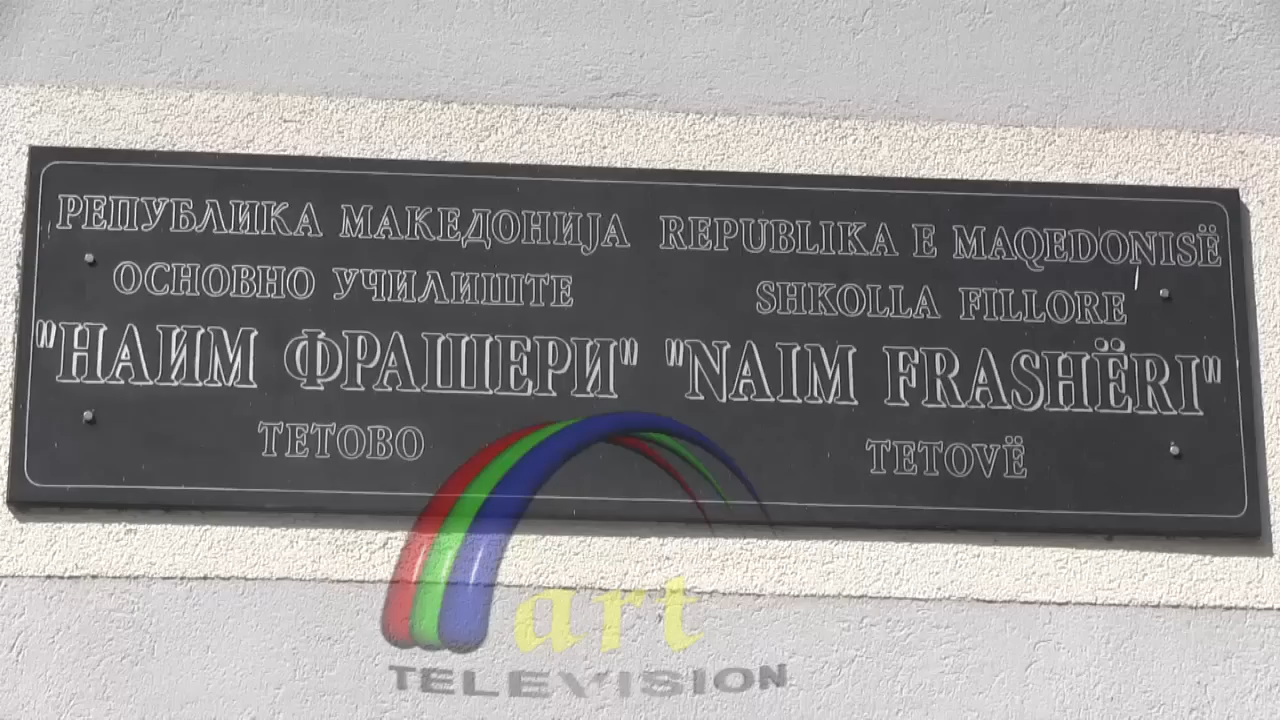 РЕПУБЛИКА МАКЕДОНИЈА
ОСНОВНО УЧИЛИШТЕ
"НАИМ ФРАШЕРИ"
ТЕТОВО
REPUBLIKA E MAQEDONISË
SHKOLLA FILLORE
"NAIM FRASHËRI"
TETOVË
art
TELEVISION